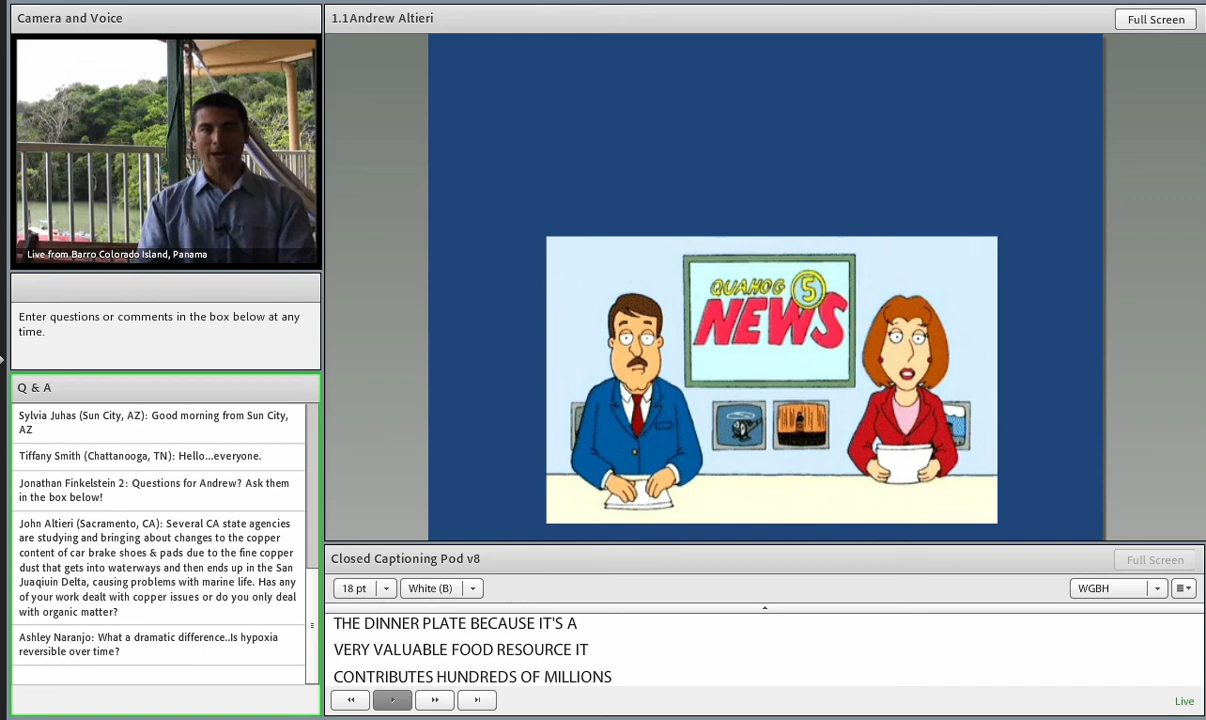 Camera and Voice
Live from Barro Colorado Island, Panama
Enter questions or comments in the box below at any
time.
Q & A
Sylvia Juhas (Sun City, AZ): Good morning from Sun City,
AZ
Tiffany Smith (Chattanooga, TN): Hello...everyone.
Jonathan Finkelstein 2: Questions for Andrew? Ask them
in the box below!
John Altieri (Sacramento, CA): Several CA state agencies
are studying and bringing about changes to the copper
content of car brake shoes & pads due to the fine copper
dust that gets into waterways and then ends up in the San
Juaqiuin Delta, causing problems with marine life. Has any
of your work dealt with copper issues or do you only deal
with organic matter?
Ashley Naranjo: What a dramatic difference..Is hypoxia
reversible over time?
1.1Andrew Altieri
Full Screen
QUAHOG 5
NEWS
Closed Captioning Pod v8
Full Screen
18 pt
White (B)
WGBH
THE DINNER PLATE BECAUSE IT'S A
VERY VALUABLE FOOD RESOURCE IT
CONTRIBUTES HUNDREDS OF MILLIONS
Live